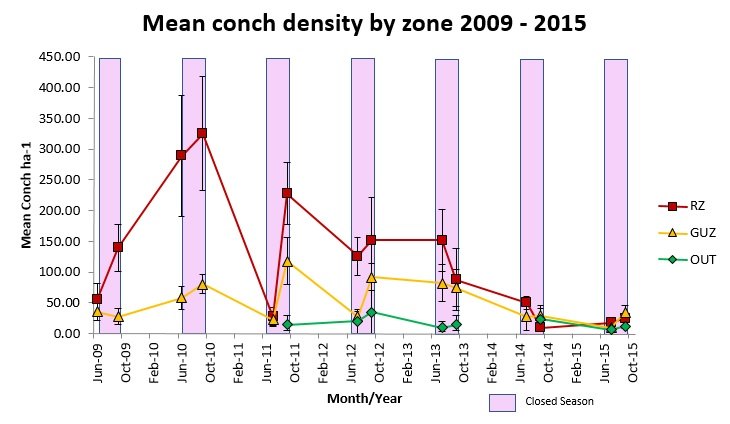 Mean conch density by zone 2009 - 2015
450.00
400.00
350.00
300.00
250.00
200.00
150.00
100.00
50.00
0.00
Mean Conch ha-1
Jun-09
Oct-09
Feb-10
Jun-10
Oct-10
Feb-11
Jun-11
Oct-11
Feb-12
Jun-12
Oct-12
Feb-13
Jun-13
Oct-13
Feb-14
Jun-14
Oct-14
Feb-15
Jun-15
Oct-15
Month/Year
RZ
GUZ
OUT
Closed Season